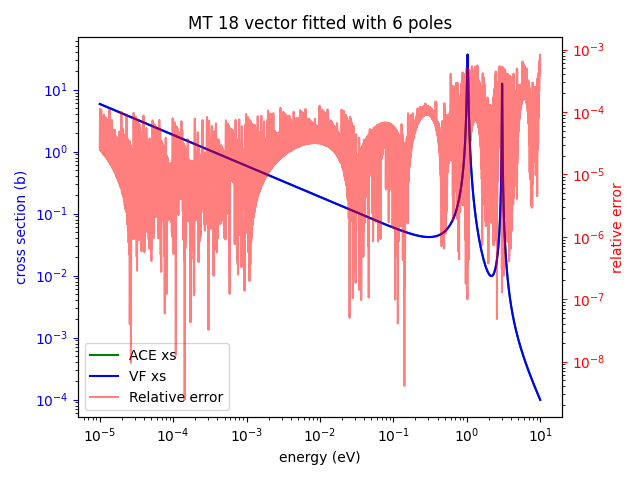 MT 18 vector fitted with 6 poles
cross section (b)
10^1
10^0
10^-1
10^-2
10^-3
10^-4
10^-3
10^-4
10^-5
10^-6
10^-7
10^-8
relative error
ACE xs
VF xs
Relative error
10^-5 10^-4 10^-3 10^-2 10^-1 10^0 10^1
energy (eV)